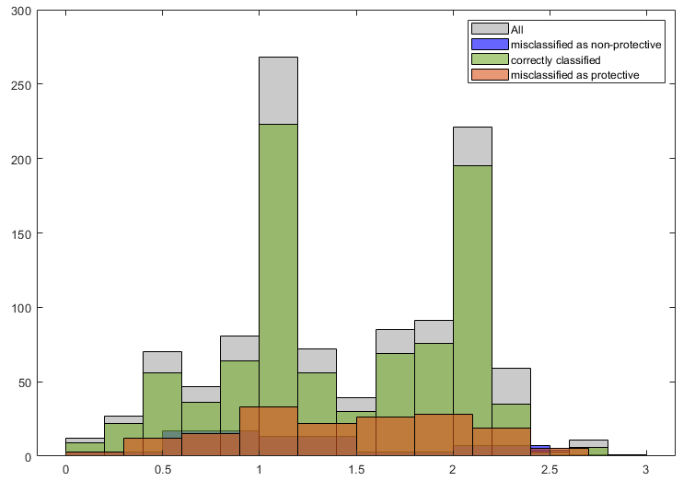 300
250
200
150
100
50
0
0 0.5 1 1.5 2 2.5 3
All
misclassified as non-protective
correctly classified
misclassified as protective